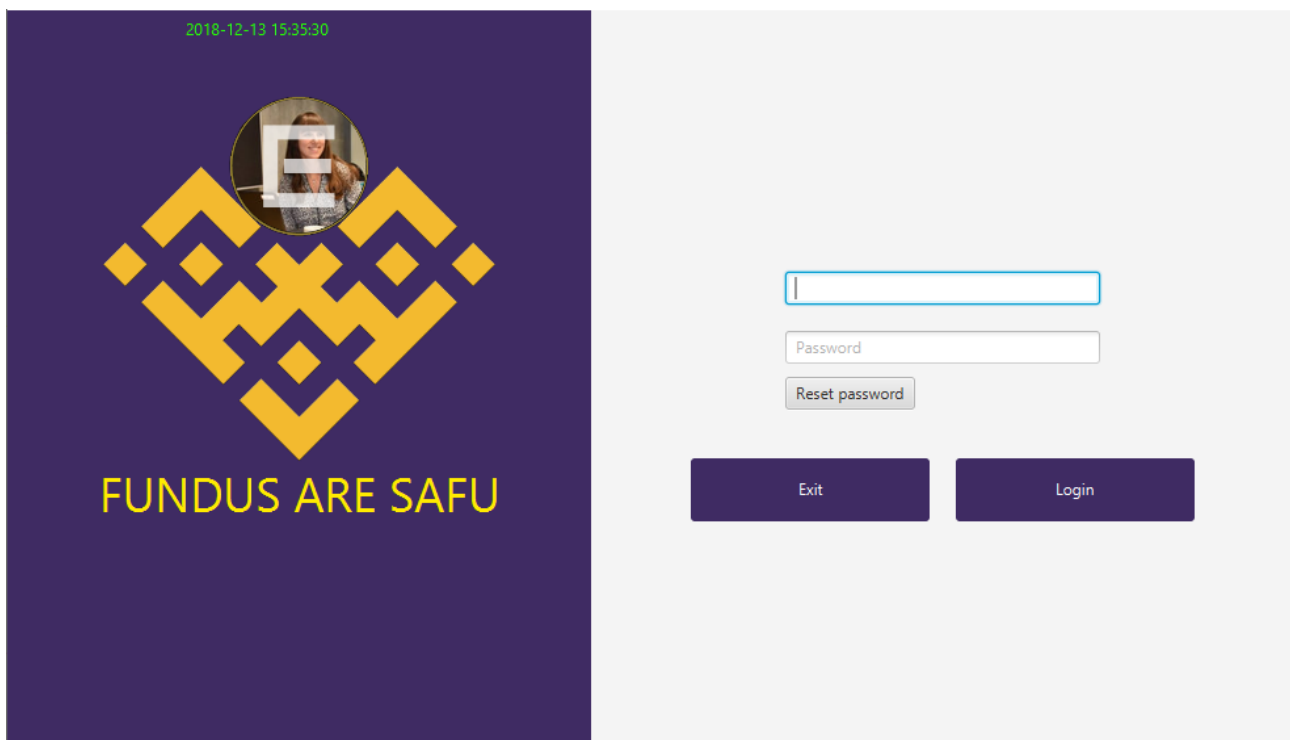 2018-12-13 15:35:30
E
FUNDUS ARE SAFU
Password
Reset password
Exit
Login